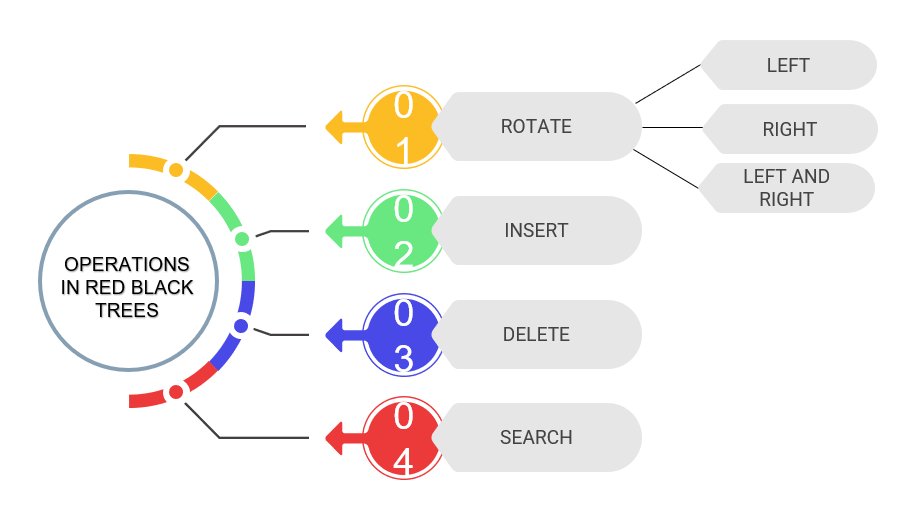 OPERATIONS
IN RED BLACK
TREES
0
1
ROTATE
LEFT
RIGHT
LEFT AND
RIGHT
0
2
INSERT
0
3
DELETE
0
4
SEARCH